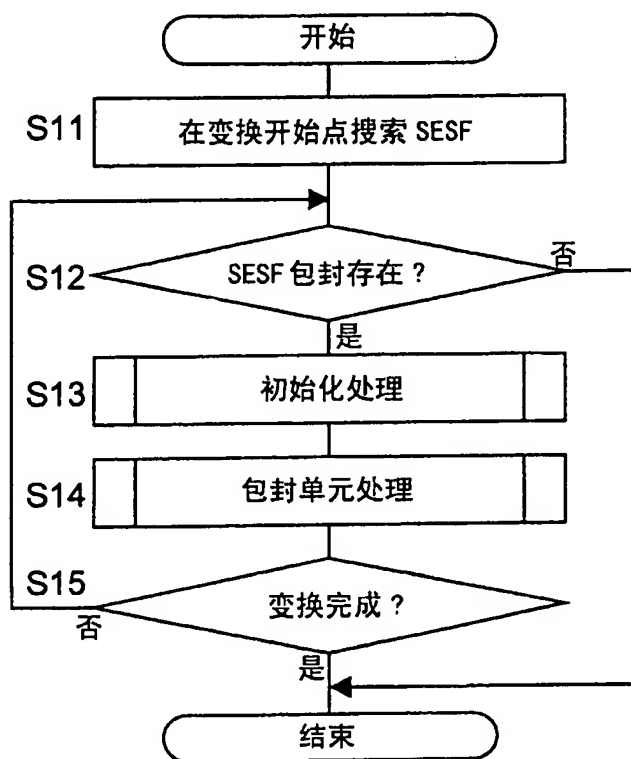 开始
S11
在变换开始点搜索 SESF
S12
SESF 包封存在？
否
是
S13
初始化处理
S14
包封单元处理
S15
变换完成？
否
是
结束